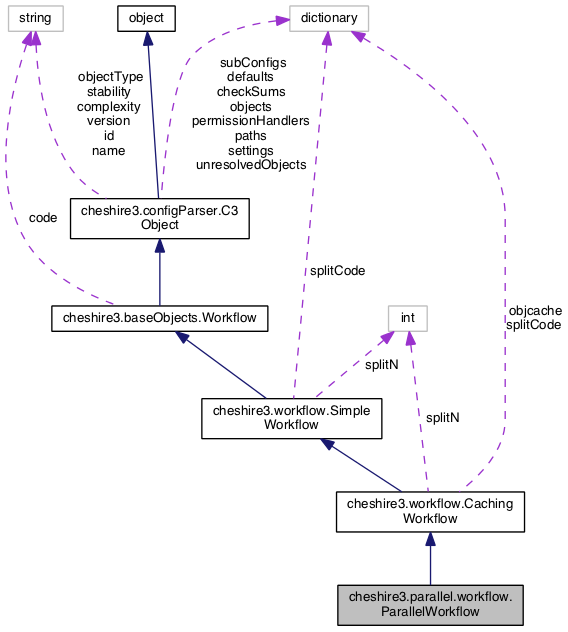 string
object
dictionary
objectType
stability
complexity
version
id
name
subConfigs
defaults
checkSums
objects
permissionHandlers
paths
settings
unresolvedObjects
cheshire3.configParser.C3
Object
code
cheshire3.baseObjects.Workflow
splitCode
int
objcache
splitCode
splitN
cheshire3.workflow.Simple
Workflow
splitN
cheshire3.workflow.Caching
Workflow
cheshire3.parallel.workflow.
ParallelWorkflow